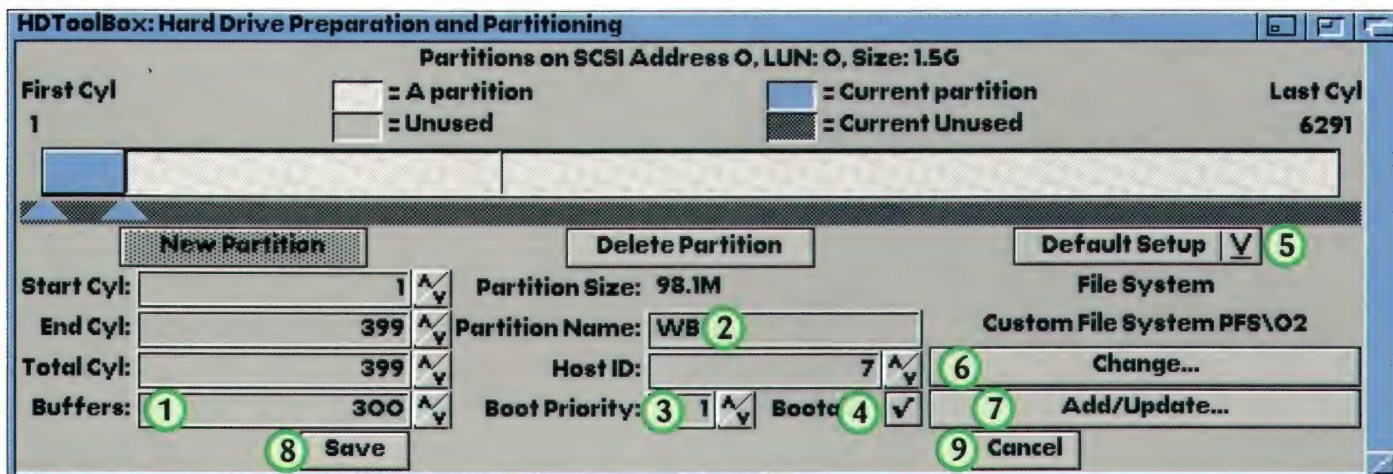 HDToolBox: Hard Drive Preparation and Partitioning
Partitions on SCSI Address 0, LUN: 0, Size: 1.5G
First Cyl = A partition = Current partition Last Cyl
1 = Unused = Current Unused 6291
New Partition Delete Partition Default Setup 5
Start Cyl: 1 Partition Size: 98.1M File System
End Cyl: 399 Partition Name: WB 2 Custom File System PFS\02
Total Cyl: 399 Host ID: 7 6 Change...
Buffers: 1 300 Boot Priority: 3 1 Boota 4 7 Add/Update...
8 Save 9 Cancel